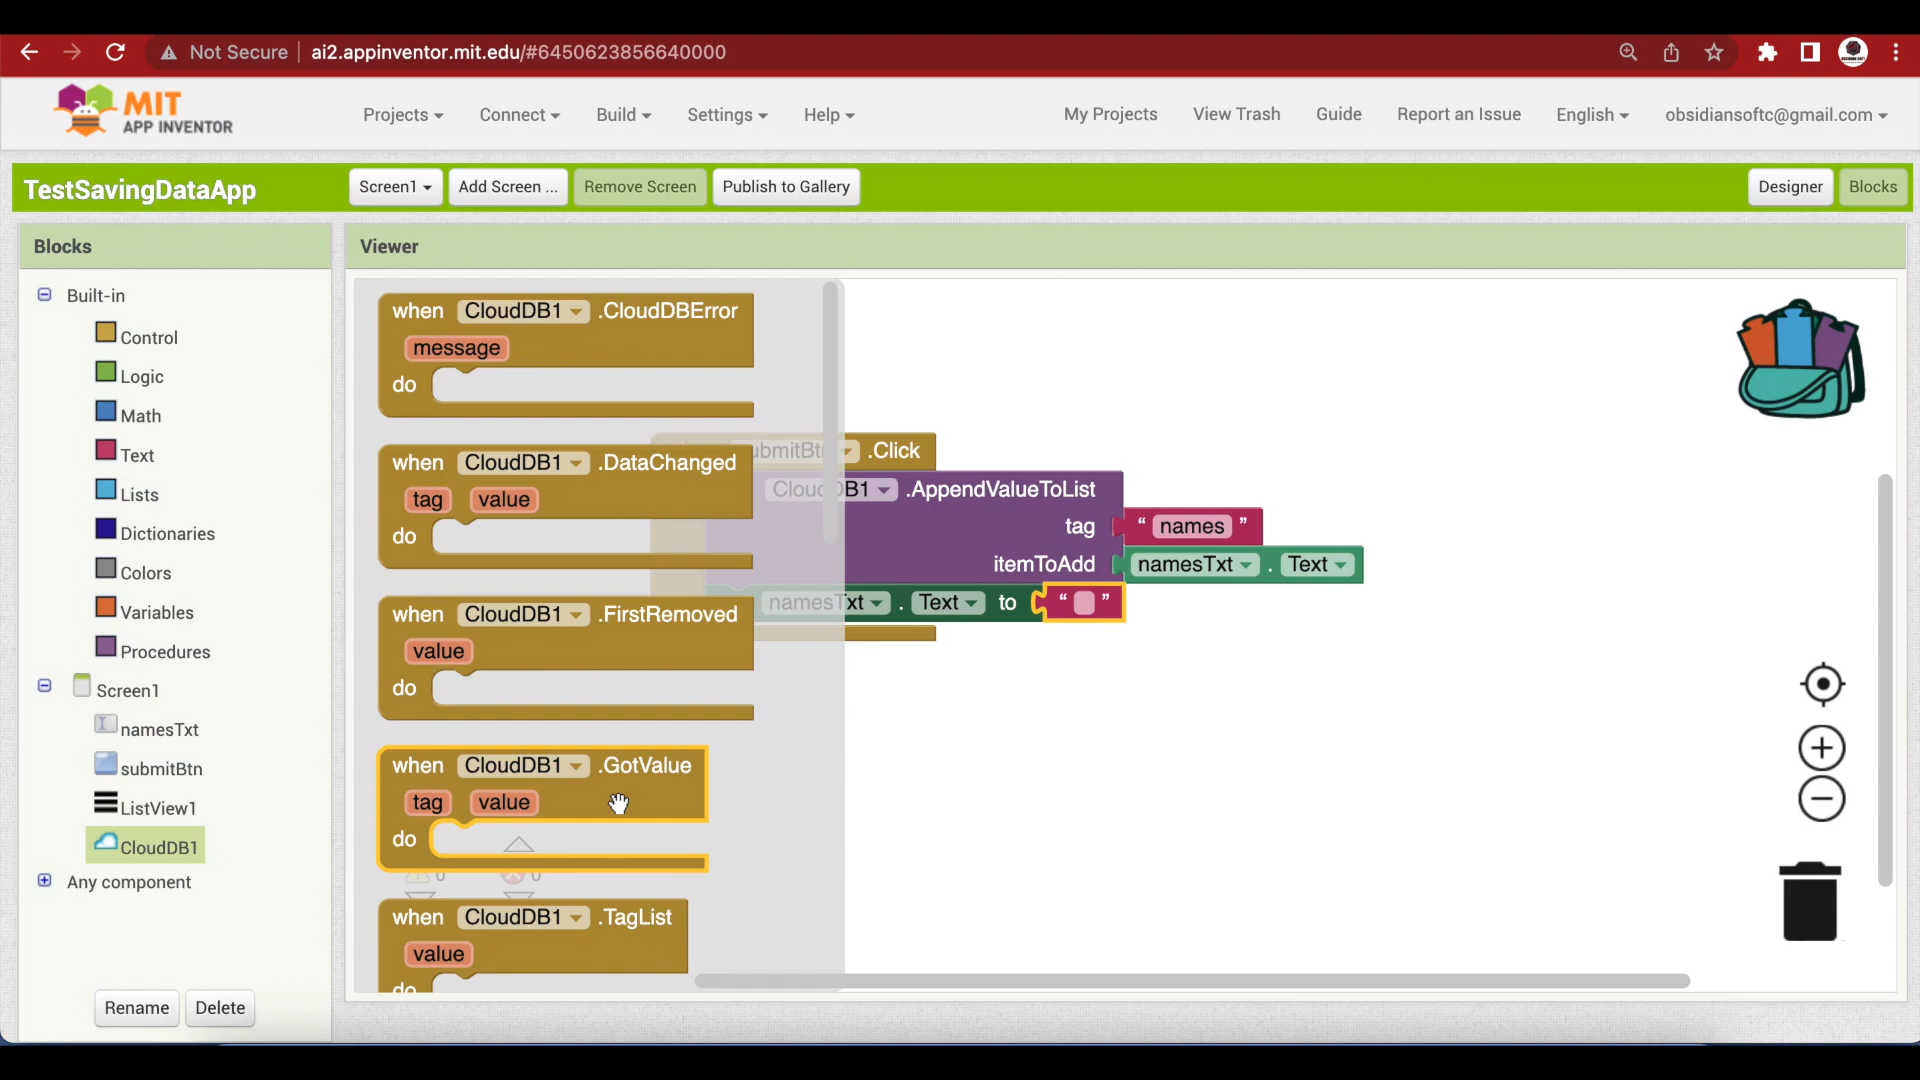 Not Secure
ai2.appinventor.mit.edu/#6450623856640000
MIT
APP INVENTOR
Projects
Connect
Build
Settings
Help
My Projects
View Trash
Guide
Report an Issue
English
obsidiansoftc@gmail.com
TestSavingDataApp
Screen1
Add Screen ...
Remove Screen
Publish to Gallery
Designer
Blocks
Blocks
Viewer
Built-in
Control
Logic
Math
Text
Lists
Dictionaries
Colors
Variables
Procedures
Screen1
namesTxt
submitBtn
ListView1
CloudDB1
Any component
Rename
Delete
when CloudDB1 .CloudDBError
message
do
when CloudDB1 .DataChanged
tag value
do
when CloudDB1 .FirstRemoved
value
do
when CloudDB1 .GotValue
tag value
do
0 0
when CloudDB1 .TagList
value
do
.Click
CloudDB1 .AppendValueToList
tag " names "
itemToAdd namesTxt . Text
namesTxt . Text to " "